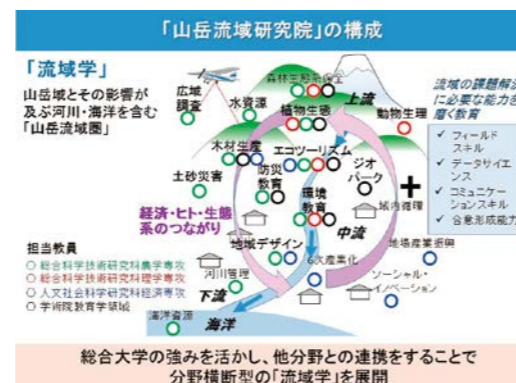 「山岳流域研究院」の構成
「流域学」
山岳域とその影響が
及ぶ河川・海洋を含む
「山岳流域圏」
広域
調査
水資源
森林生態系保全
植物生態
上流
動物生理
木材生産
エコツーリズム
ジオ
パーク
土砂災害
防災
教育
環境
教育
域内循環
経済・ヒト・生態
系のつながり
中流
地域デザイン
6次産業化
地場産業振興
河川管理
ソーシャル・
イノベーション
下流
海洋資源
海洋
流域の課題解決
に必要な能力を
磨く教育
✓ フィールド
スキル
✓ データサイエ
ンス
✓ コミュニケー
ションスキル
✓ 合意形成能力
+
担当教員
〇 総合科学技術研究科農学専攻
〇 総合科学技術研究科理学専攻
〇 人文社会科学研究科経済専攻
〇 学術院教育学領域
総合大学の強みを活かし、他分野との連携をすることで
分野横断型の「流域学」を展開